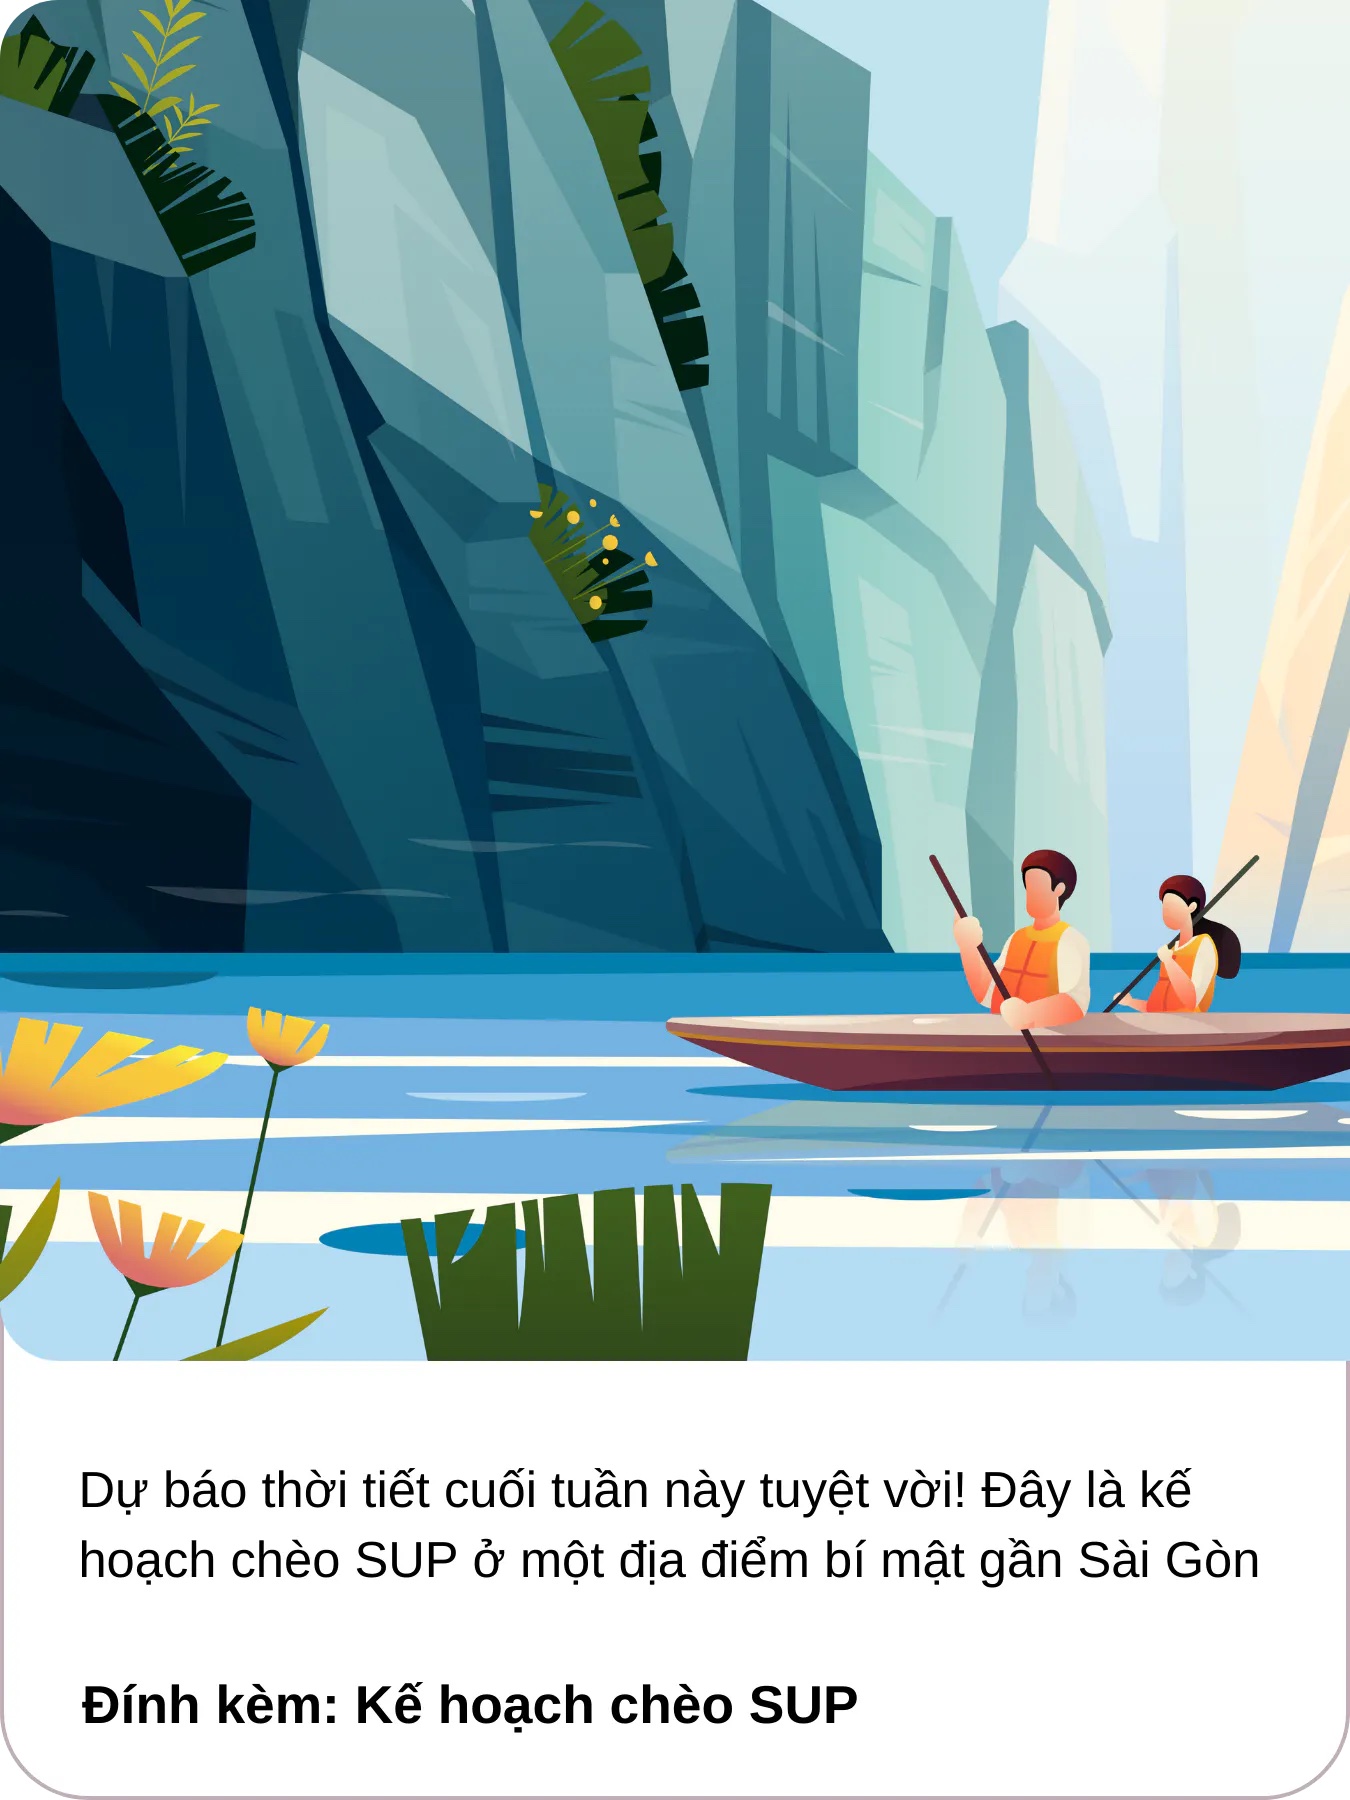 Dự báo thời tiết cuối tuần này tuyệt vời! Đây là kế
hoạch chèo SUP ở một địa điểm bí mật gần Sài Gòn
Đính kèm: Kế hoạch chèo SUP